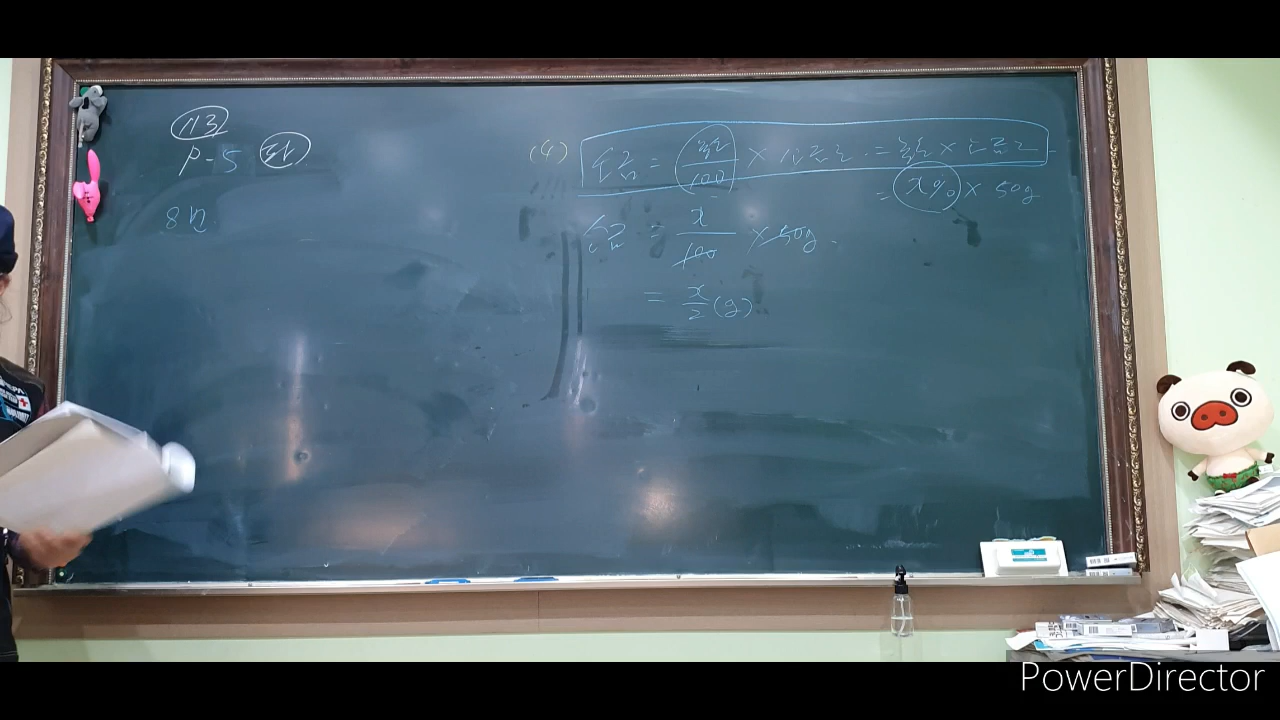 113
P-5
8번
(4) 소금 = 농도/100 × 소금물 = 농도 × 소금물
= x% × 50g
소금 = x/100 × 50g.
= x/2 (g)
PowerDirector